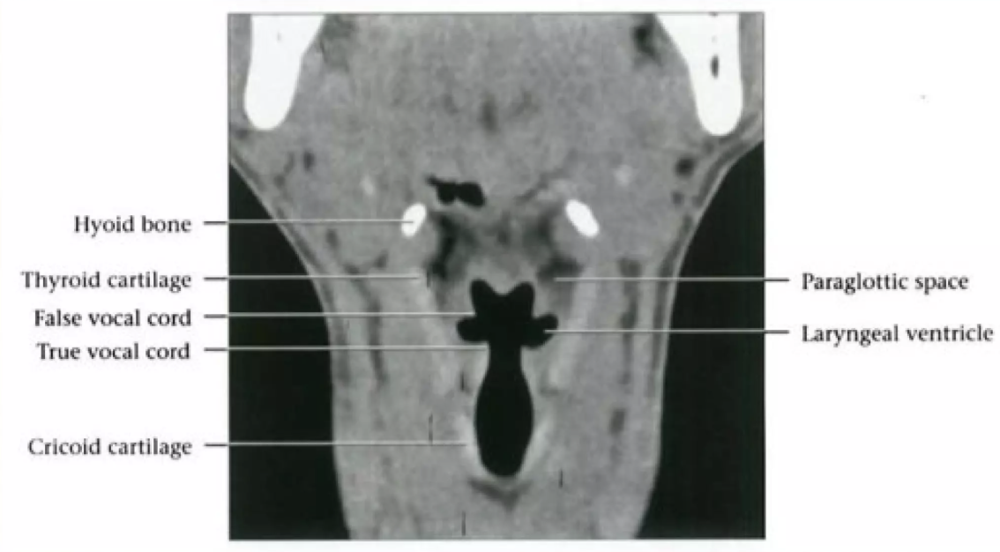 Hyoid bone
Thyroid cartilage
False vocal cord
True vocal cord
Cricoid cartilage
Paraglottic space
Laryngeal ventricle